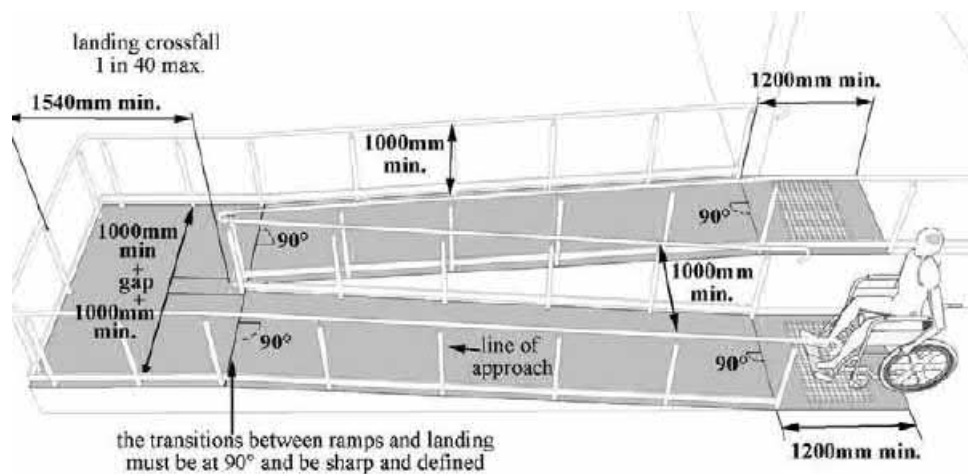 landing crossfall
1 in 40 max.
1540mm min.
1200mm min.
1000mm
min.
90°
90°
1000mm
min
+
gap
+
1000mm
min.
1000mm
min.
90°
line of
approach
90°
1200mm min.
the transitions between ramps and landing
must be at 90° and be sharp and defined